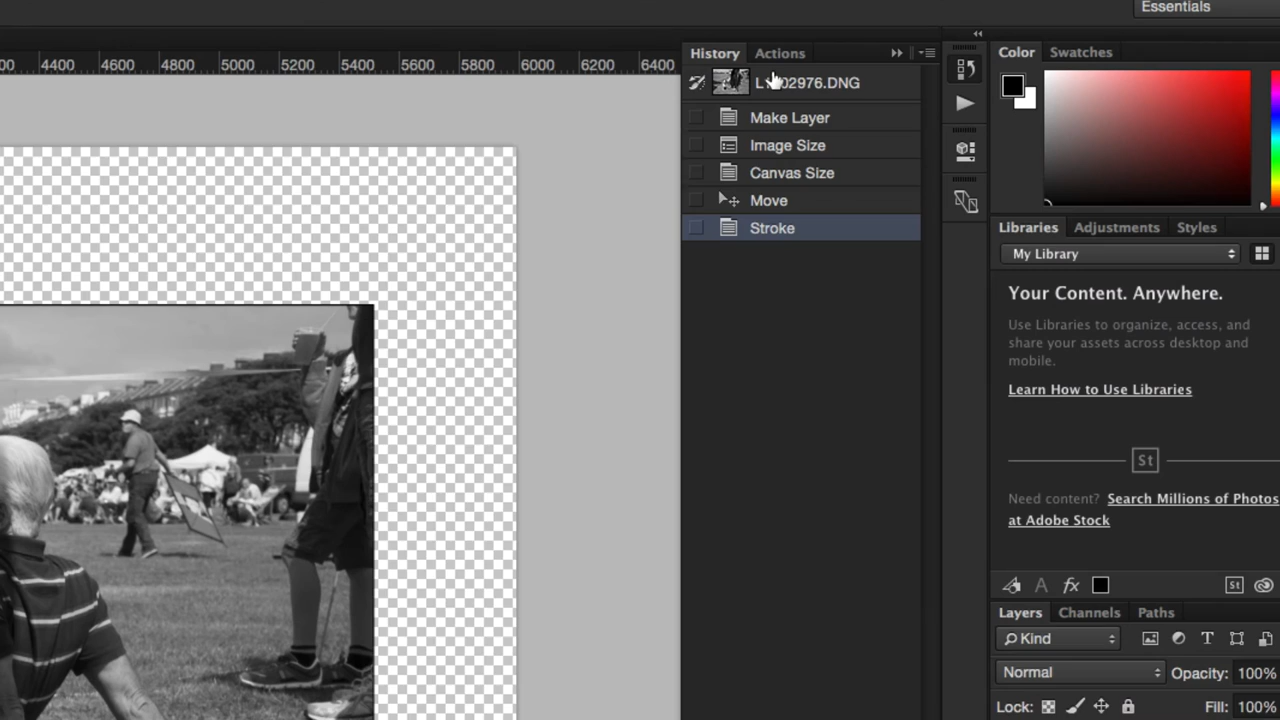 Essentials
00 4400 4600 4800 5000 5200 5400 5600 5800 6000 6200 6400
History Actions
02976.DNG
Make Layer
Image Size
Canvas Size
Move
Stroke
Color Swatches
Libraries Adjustments Styles
My Library
Your Content. Anywhere.
Use Libraries to organize, access, and
share your assets across desktop and
mobile.
Learn How to Use Libraries
St
Need content? Search Millions of Photos
at Adobe Stock
A fx St
Layers Channels Paths
Kind T
Normal Opacity: 100%
Lock: Fill: 100%